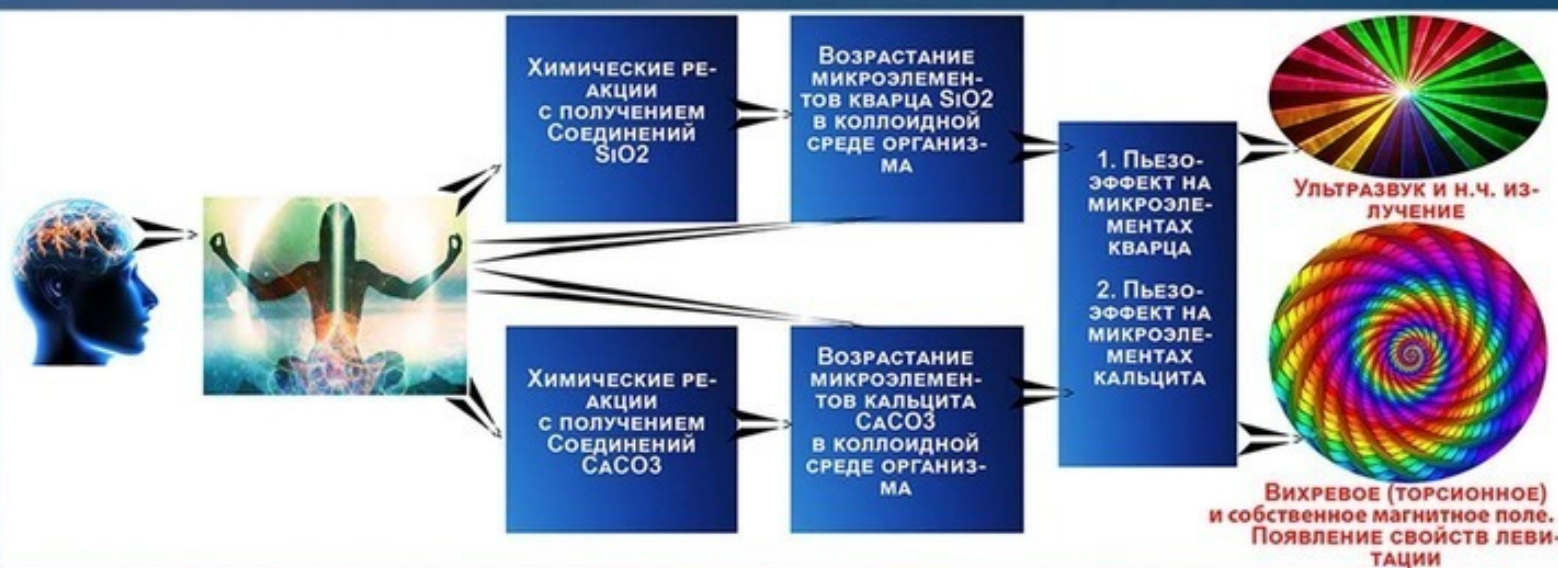 Химические ре-
акции
с получением
Соединений
SiO2
Возрастание
микроэлемен-
тов кварца SiO2
в коллоидной
среде организ-
ма
Химические ре-
акции
с получением
Соединений
CaCO3
Возрастание
микроэлемен-
тов кальцита
CaCO3
в коллоидной
среде организ-
ма
1. Пьезо-
эффект на
микроэле-
ментах
кварца
2. Пьезо-
эффект на
микроэле-
ментах
кальцита
Ультразвук и н.ч. из-
лучение
Вихревое (торсионное)
и собственное магнитное поле.
Появление свойств леви-
тации